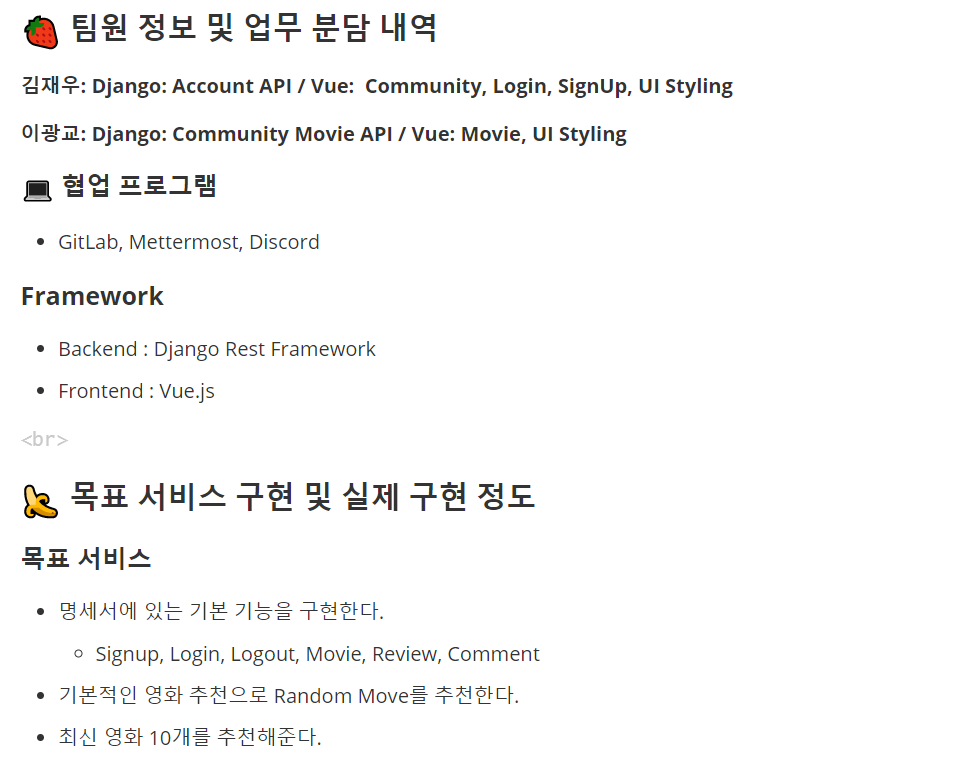 팀원 정보 및 업무 분담 내역
김재우: Django: Account API / Vue: Community, Login, SignUp, UI Styling
이광교: Django: Community Movie API / Vue: Movie, UI Styling
협업 프로그램
GitLab, Mettermost, Discord
Framework
Backend : Django Rest Framework
Frontend : Vue.js
<br>
목표 서비스 구현 및 실제 구현 정도
목표 서비스
명세서에 있는 기본 기능을 구현한다.
Signup, Login, Logout, Movie, Review, Comment
기본적인 영화 추천으로 Random Move를 추천한다.
최신 영화 10개를 추천해준다.